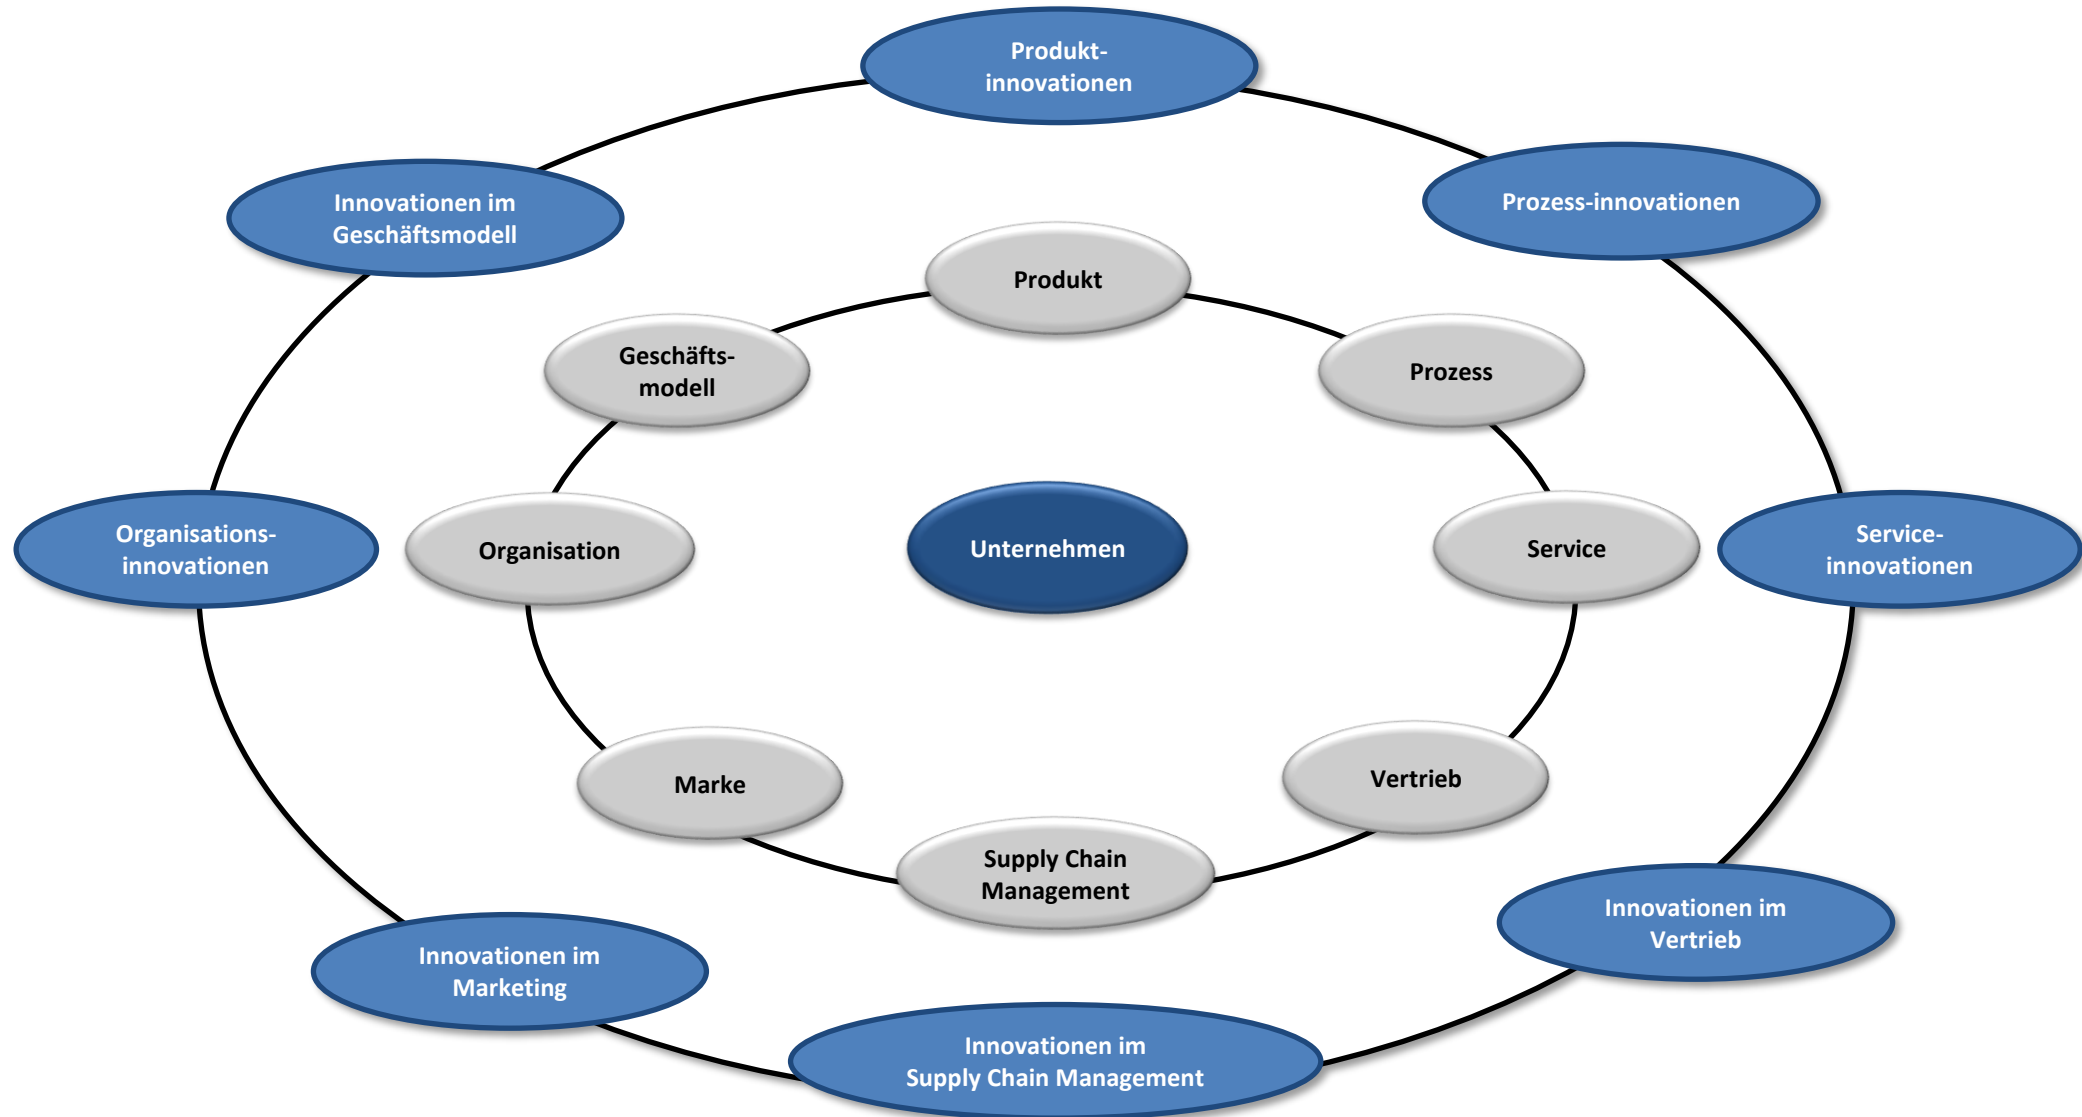 Produkt-
innovationen
Innovationen im
Geschäftsmodell
Prozess-innovationen
Produkt
Geschäfts-
modell
Prozess
Organisations-
innovationen
Organisation
Unternehmen
Service
Service-
innovationen
Marke
Vertrieb
Supply Chain
Management
Innovationen im
Vertrieb
Innovationen im
Marketing
Innovationen im
Supply Chain Management